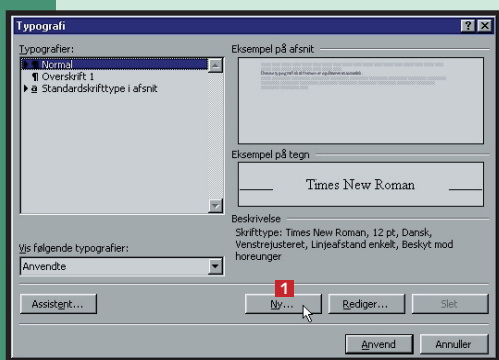 Typografi
Typografier:
Eksempel på afsnit
¶ Normal
¶ Overskrift 1
a Standardskrifttype i afsnit
Eksempel på tegn
Times New Roman
Beskrivelse
Skrifttype: Times New Roman, 12 pt, Dansk,
Venstrejusteret, Linjeafstand enkelt, Beskyt mod
horeunger
Vis følgende typografier:
Anvendte
1
Assistent...
Ny...
Rediger...
Slet
Anvend
Annuller